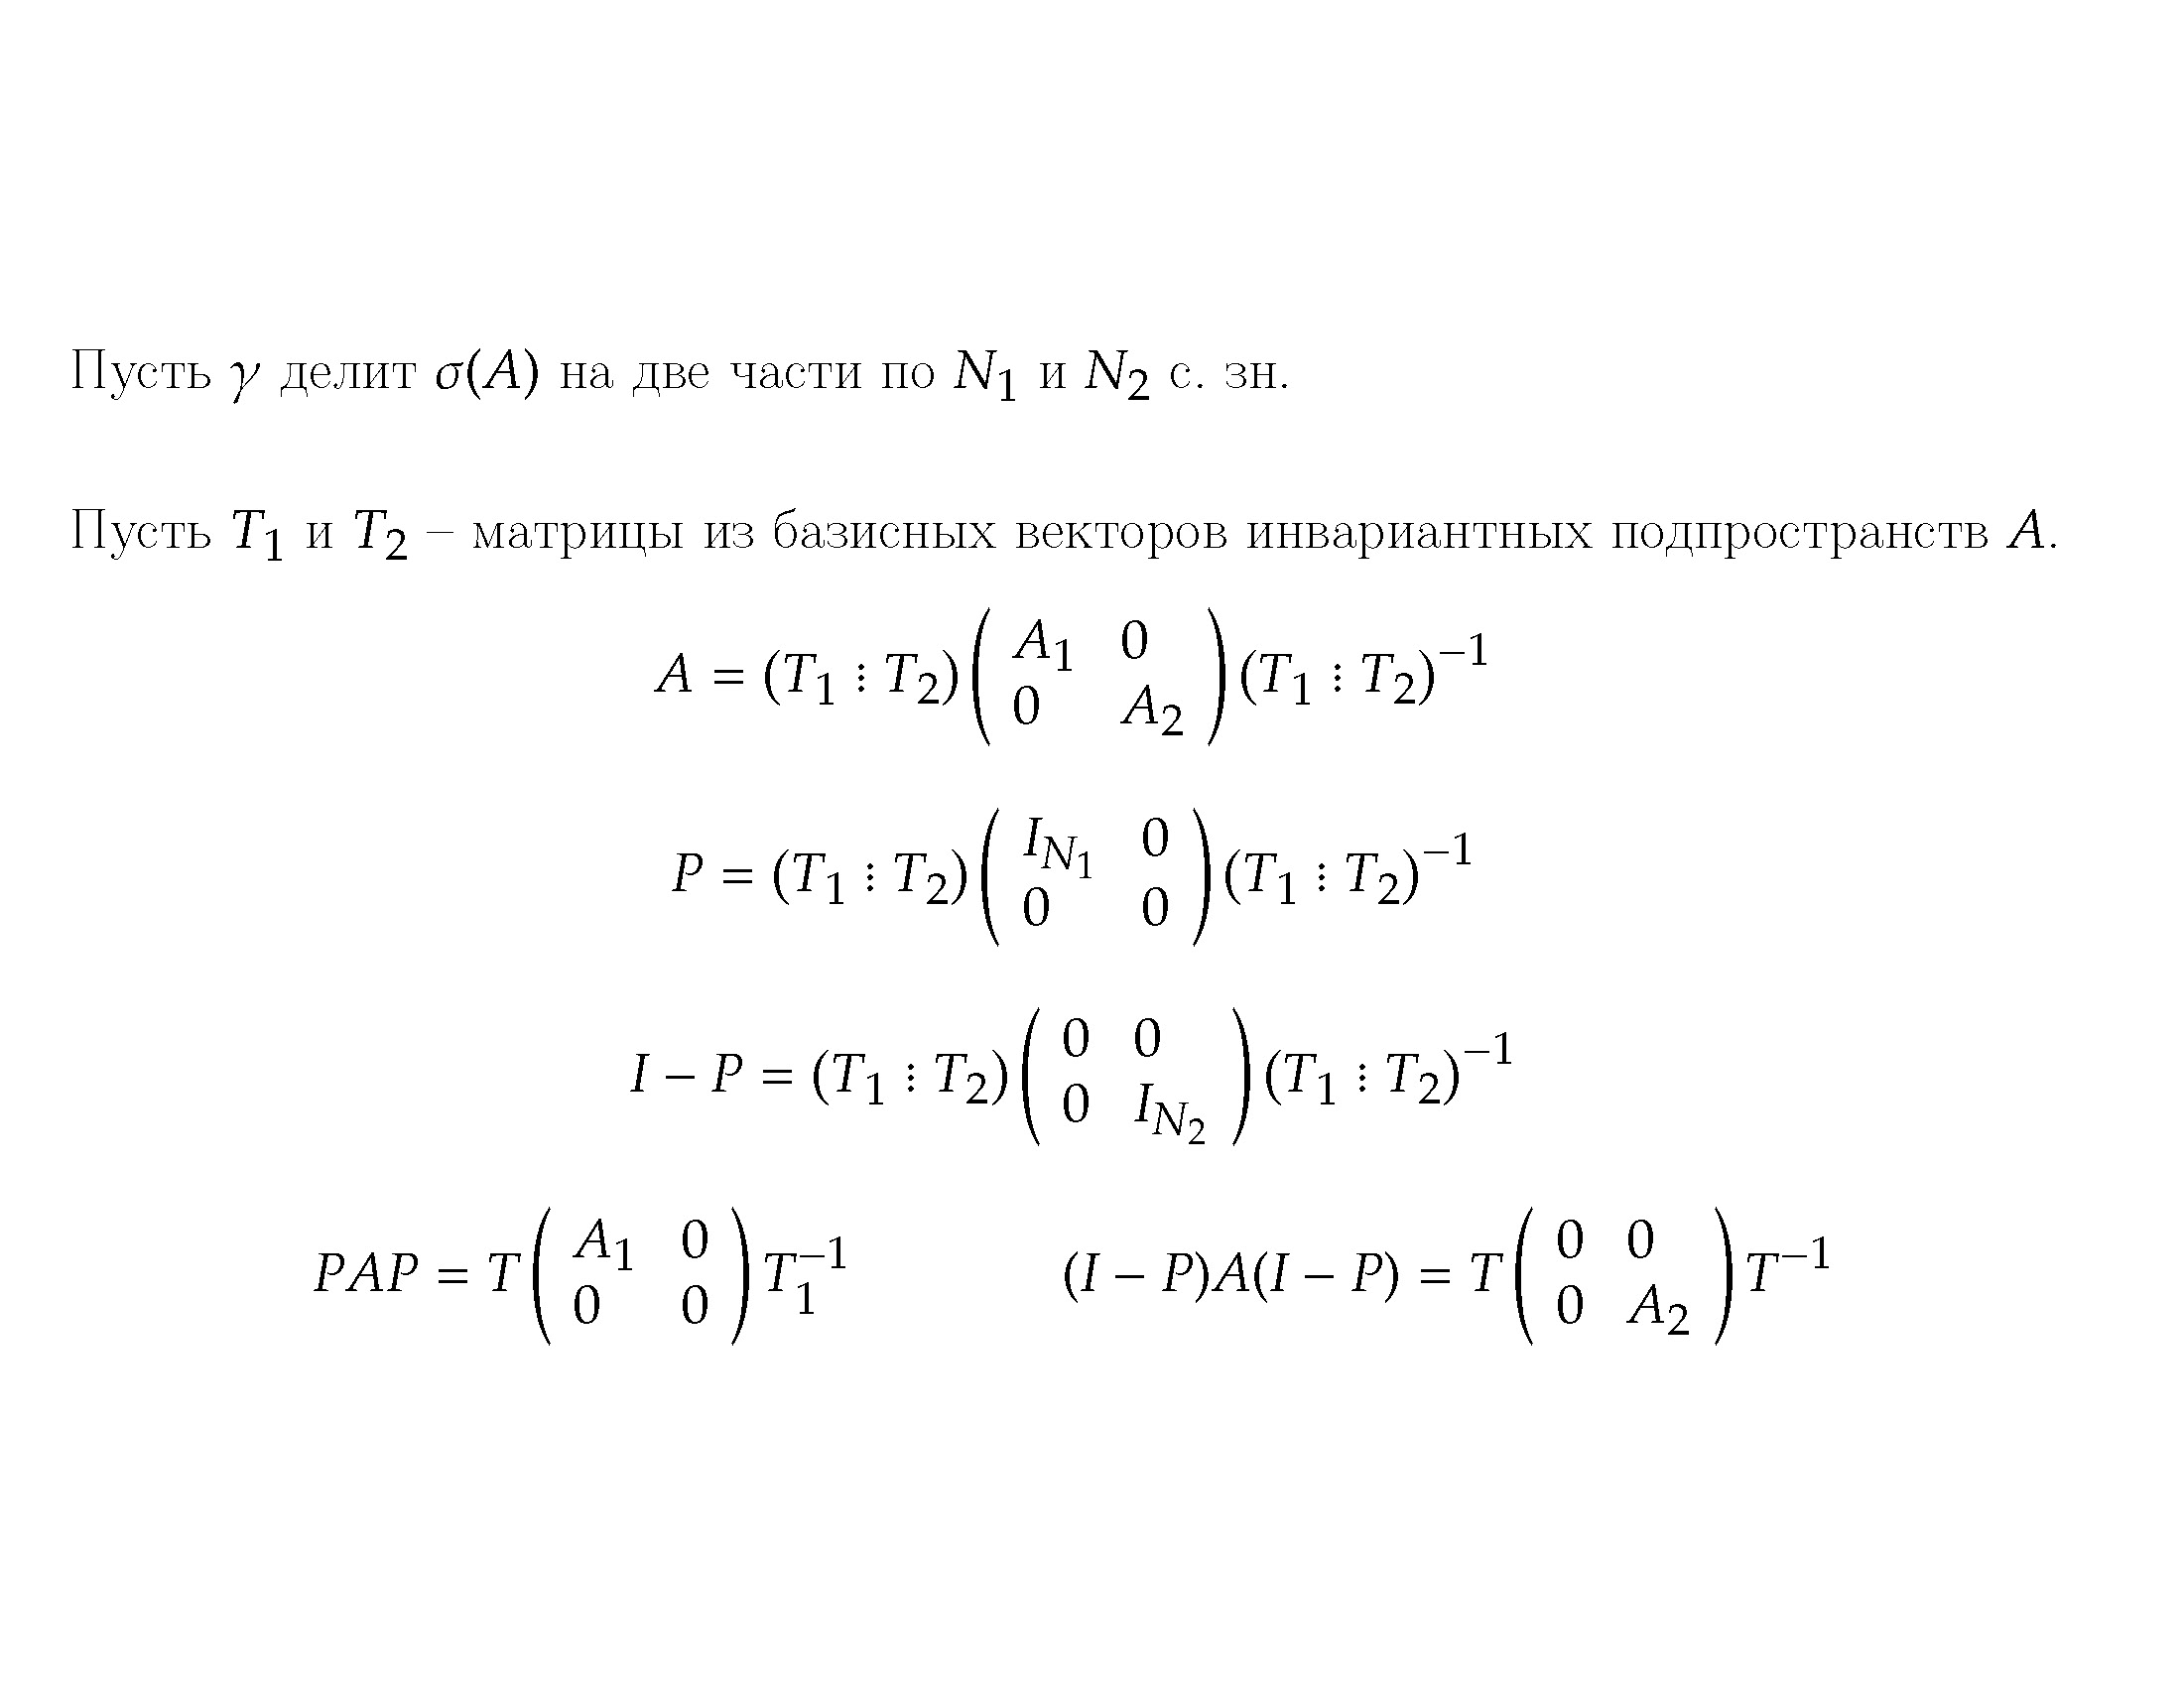 Пусть γ делит σ(A) на две части по N₁ и N₂ с. зн.
Пусть T₁ и T₂ – матрицы из базисных векторов инвариантных подпространств A.
A = (T₁ ⋮ T₂) ( A₁ 0 ; 0 A₂ ) (T₁ ⋮ T₂)⁻¹
P = (T₁ ⋮ T₂) ( I_{N₁} 0 ; 0 0 ) (T₁ ⋮ T₂)⁻¹
I − P = (T₁ ⋮ T₂) ( 0 0 ; 0 I_{N₂} ) (T₁ ⋮ T₂)⁻¹
PAP = T ( A₁ 0 ; 0 0 ) T₁⁻¹ (I − P)A(I − P) = T ( 0 0 ; 0 A₂ ) T⁻¹